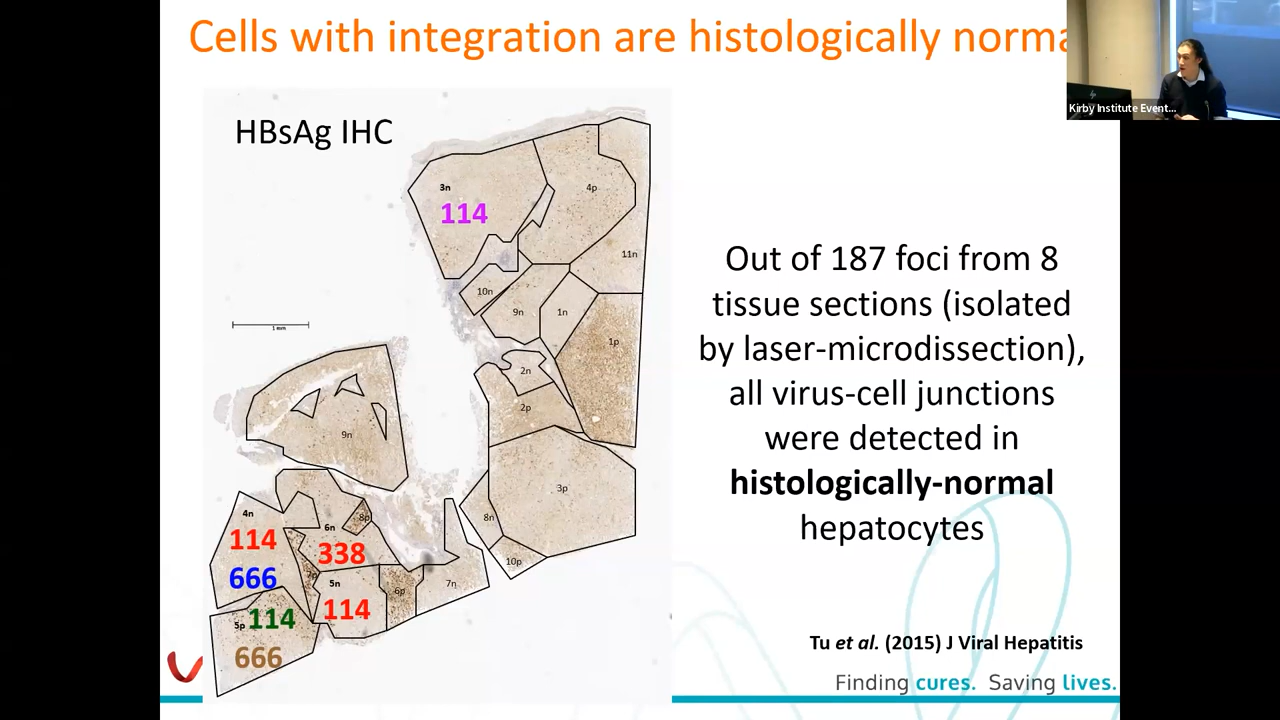 Cells with integration are histologically norma
Kirby Institute Event...
HBsAg IHC
3n
114
4p
11n
10n
9n
1n
1p
1 mm
2n
2p
9n
3p
4n
114
666
8p
6n
338
8n
10p
5n
114
6p
7n
5p
114
666
Out of 187 foci from 8
tissue sections (isolated
by laser-microdissection),
all virus-cell junctions
were detected in
histologically-normal
hepatocytes
Tu et al. (2015) J Viral Hepatitis
Finding cures. Saving lives.